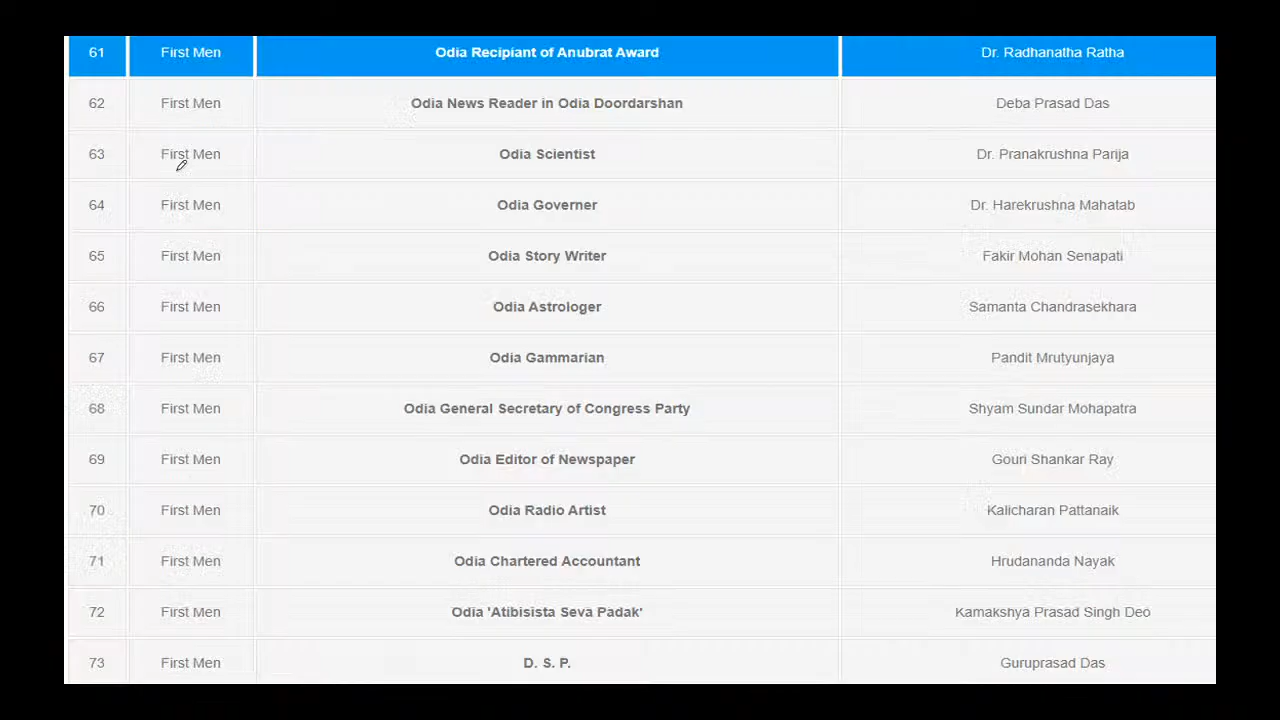 61 First Men Odia Recipiant of Anubrat Award Dr. Radhanatha Ratha
62 First Men Odia News Reader in Odia Doordarshan Deba Prasad Das
63 First Men Odia Scientist Dr. Pranakrushna Parija
64 First Men Odia Governer Dr. Harekrushna Mahatab
65 First Men Odia Story Writer Fakir Mohan Senapati
66 First Men Odia Astrologer Samanta Chandrasekhara
67 First Men Odia Gammarian Pandit Mrutyunjaya
68 First Men Odia General Secretary of Congress Party Shyam Sundar Mohapatra
69 First Men Odia Editor of Newspaper Gouri Shankar Ray
70 First Men Odia Radio Artist Kalicharan Pattanaik
71 First Men Odia Chartered Accountant Hrudananda Nayak
72 First Men Odia 'Atibisista Seva Padak' Kamakshya Prasad Singh Deo
73 First Men D. S. P. Guruprasad Das